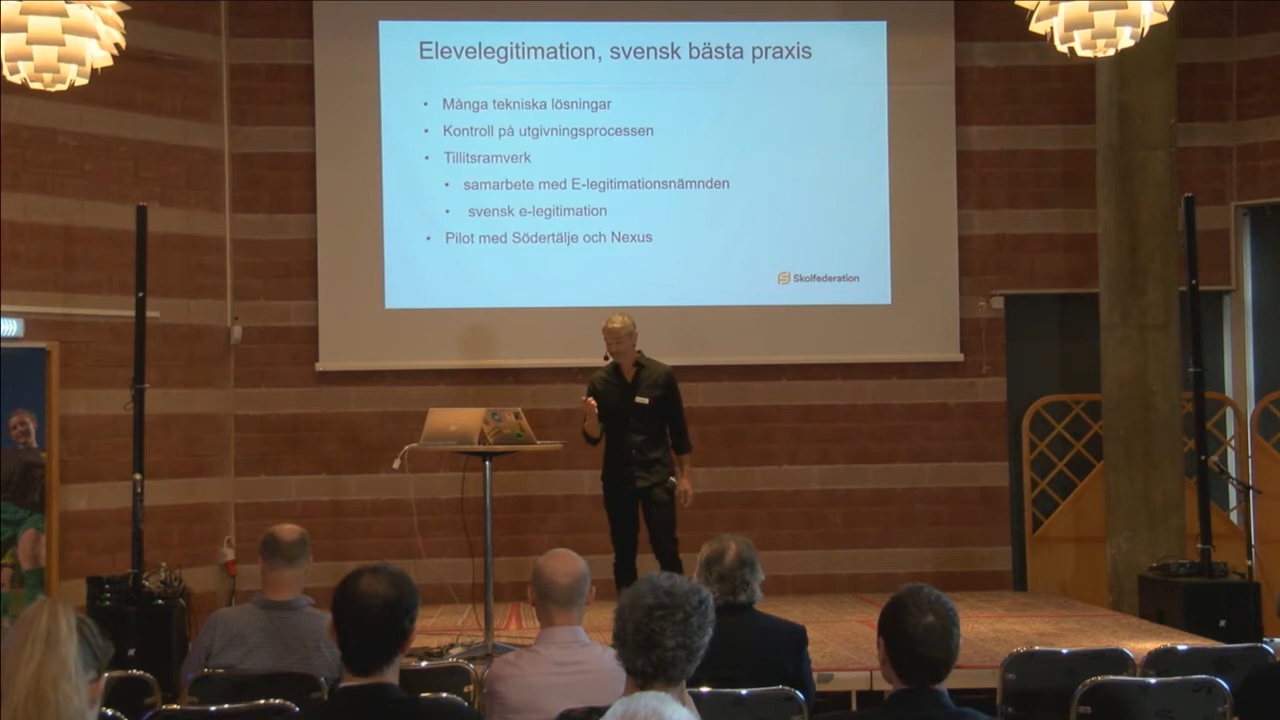 Elevelegitimation, svensk bästa praxis
• Många tekniska lösningar
• Kontroll på utgivningsprocessen
• Tillitsramverk
• samarbete med E-legitimationsnämnden
• svensk e-legitimation
• Pilot med Södertälje och Nexus
Skolfederation